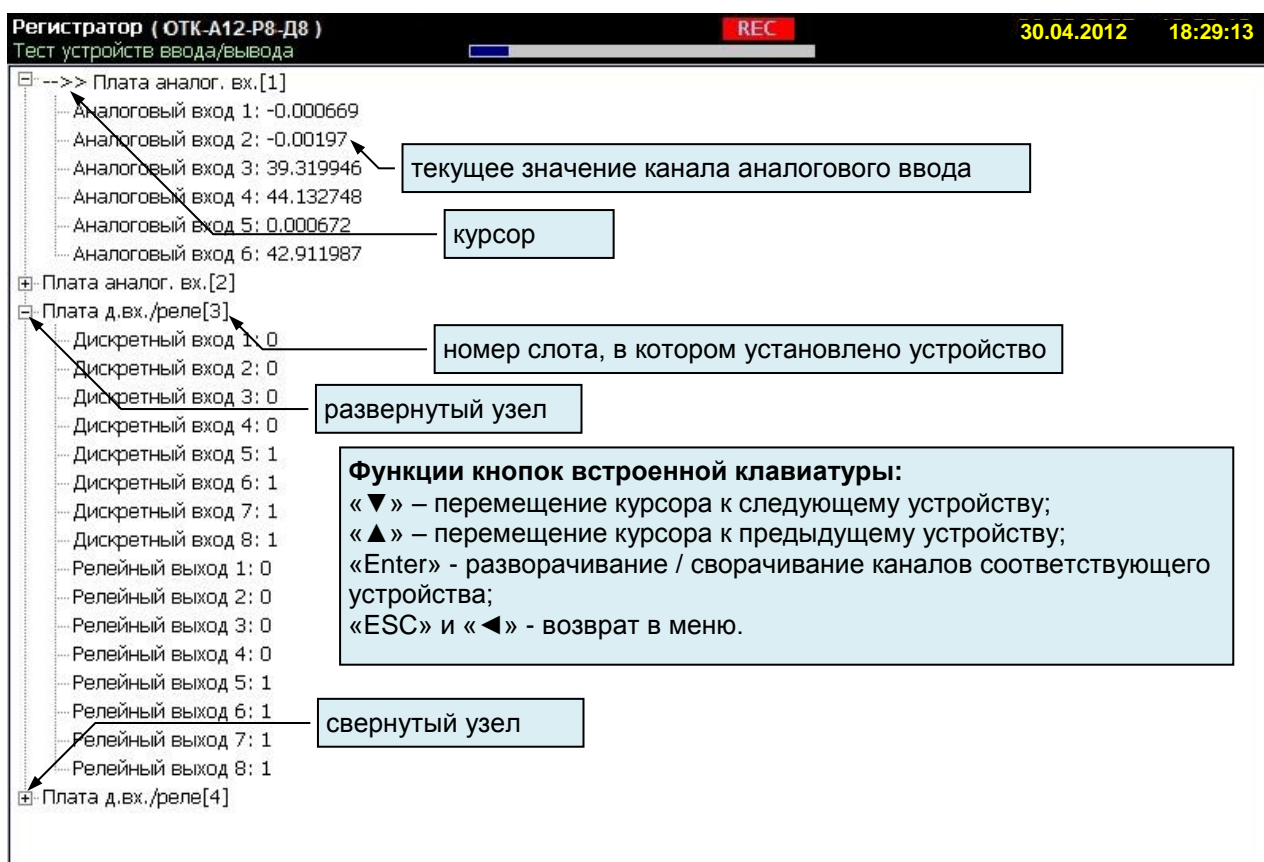 Регистратор ( ОТК-А12-Р8-Д8 ) REC 30.04.2012 18:29:13
Тест устройств ввода/вывода
-->> Плата аналог. вх.[1]
Аналоговый вход 1: -0.000669
Аналоговый вход 2: -0.00197
текущее значение канала аналогового ввода
Аналоговый вход 3: 39.319946
Аналоговый вход 4: 44.132748
Аналоговый вход 5: 0.000672
курсор
Аналоговый вход 6: 42.911987
Плата аналог. вх.[2]
Плата д.вх./реле[3]
Дискретный вход 1: 0
номер слота, в котором установлено устройство
Дискретный вход 2: 0
Дискретный вход 3: 0
развернутый узел
Дискретный вход 4: 0
Дискретный вход 5: 1
Дискретный вход 6: 1
Дискретный вход 7: 1
Дискретный вход 8: 1
Релейный выход 1: 0
Релейный выход 2: 0
Релейный выход 3: 0
Релейный выход 4: 0
Релейный выход 5: 1
Релейный выход 6: 1
Релейный выход 7: 1
Релейный выход 8: 1
Функции кнопок встроенной клавиатуры:
«▼» – перемещение курсора к следующему устройству;
«▲» – перемещение курсора к предыдущему устройству;
«Enter» - разворачивание / сворачивание каналов соответствующего
устройства;
«ESC» и «◄» - возврат в меню.
свернутый узел
Плата д.вх./реле[4]